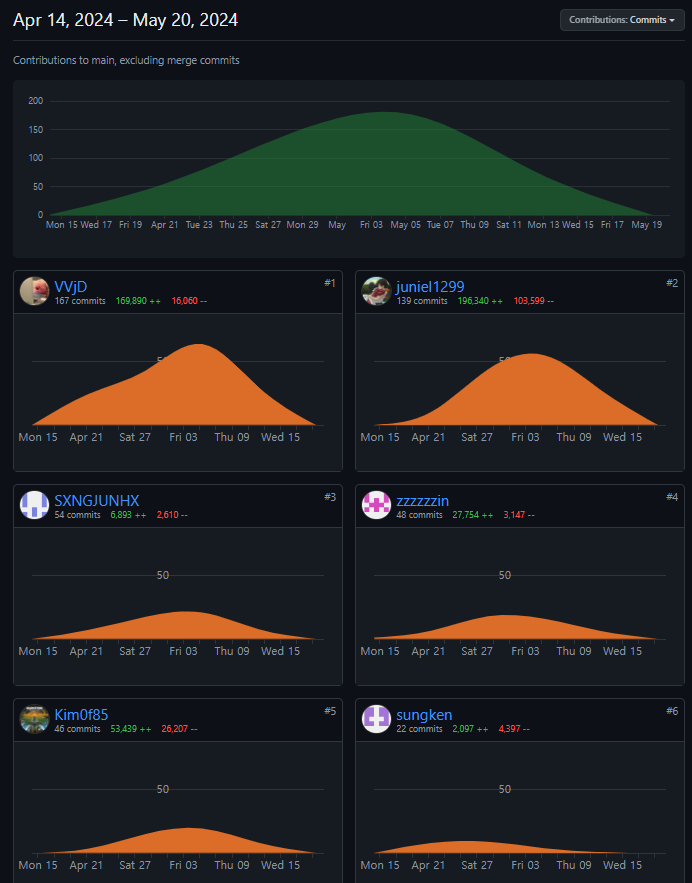 Apr 14, 2024 – May 20, 2024
Contributions: Commits
Contributions to main, excluding merge commits
200
150
100
50
0
Mon 15 Wed 17 Fri 19 Apr 21 Tue 23 Thu 25 Sat 27 Mon 29 May Fri 03 May 05 Tue 07 Thu 09 Sat 11 Mon 13 Wed 15 Fri 17 May 19
VVjD #1
167 commits 169,890 ++ 16,060 --
Mon 15 Apr 21 Sat 27 Fri 03 Thu 09 Wed 15
juniel1299 #2
139 commits 196,340 ++ 103,599 --
Mon 15 Apr 21 Sat 27 Fri 03 Thu 09 Wed 15
SXNGJUNHX #3
54 commits 6,893 ++ 2,610 --
50
Mon 15 Apr 21 Sat 27 Fri 03 Thu 09 Wed 15
zzzzzzin #4
48 commits 27,754 ++ 3,147 --
50
Mon 15 Apr 21 Sat 27 Fri 03 Thu 09 Wed 15
Kim0f85 #5
46 commits 53,439 ++ 26,207 --
50
Mon 15 Apr 21 Sat 27 Fri 03 Thu 09 Wed 15
sungken #6
22 commits 2,097 ++ 4,397 --
50
Mon 15 Apr 21 Sat 27 Fri 03 Thu 09 Wed 15